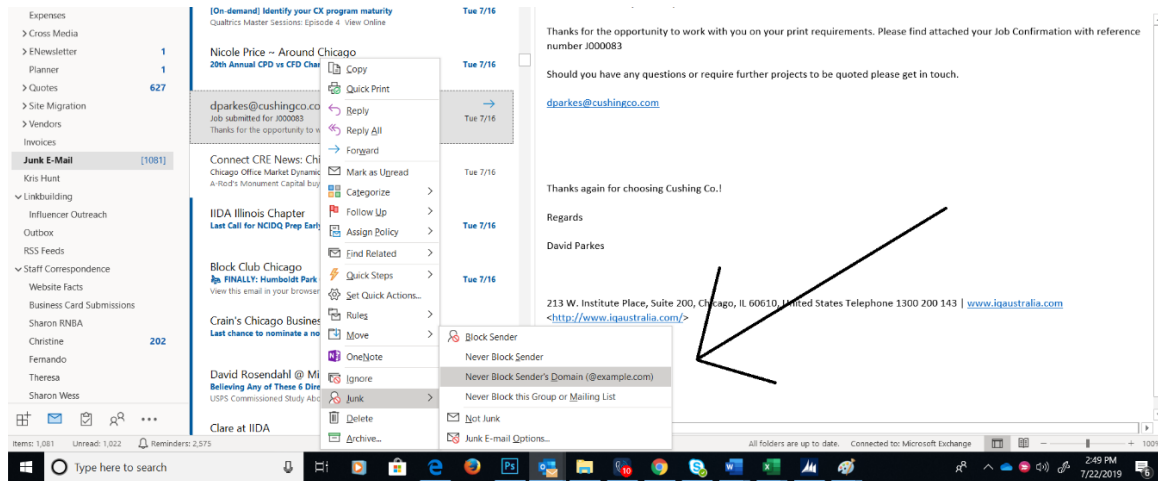 Expenses
Cross Media
ENewsletter 1
Planner 1
Quotes 627
Site Migration
Vendors
Invoices
Junk E-Mail [1081]
Kris Hunt
Linkbuilding
Influencer Outreach
Outbox
RSS Feeds
Staff Correspondence
Website Facts
Business Card Submissions
Sharon RNBA
Christine 202
Fernando
Theresa
Sharon Wess
[On-demand] Identify your CX program maturity Tue 7/16
Qualtrics Master Sessions: Episode 4 View Online
Nicole Price ~ Around Chicago
20th Annual CPD vs CFD Tue 7/16
dparkes@cushingco.co
Job submitted for J000083 Tue 7/16
Thanks for the opportunity to
Connect CRE News: Chi
Chicago Office Market Dynamic Tue 7/16
A-Rod's Monument Capital buy
IIDA Illinois Chapter
Last Call for NCIDQ Prep Early Tue 7/16
Block Club Chicago
FINALLY: Humboldt Park Tue 7/16
View this email in your browser
Crain's Chicago Busines
Last chance to nominate a no
David Rosendahl @ Mi
Believing Any of These 6 Dire
USPS Commissioned Study Abo
Clare at IIDA
Copy
Quick Print
Reply
Reply All
Forward
Mark as Unread
Categorize
Follow Up
Assign Policy
Find Related
Quick Steps
Set Quick Actions...
Rules
Move
OneNote
Ignore
Junk
Delete
Archive...
Block Sender
Never Block Sender
Never Block Sender's Domain (@example.com)
Never Block this Group or Mailing List
Not Junk
Junk E-mail Options...
Thanks for the opportunity to work with you on your print requirements. Please find attached your Job Confirmation with reference
number J000083
Should you have any questions or require further projects to be quoted please get in touch.
dparkes@cushingco.com
Thanks again for choosing Cushing Co.!
Regards
David Parkes
213 W. Institute Place, Suite 200, Chicago, IL 60610, United States Telephone 1300 200 143 | www.iqaustralia.com
<http://www.iqaustralia.com/>
Items: 1,081 Unread: 1,022 Reminders: 2,575 All folders are up to date. Connected to: Microsoft Exchange 100%
Type here to search
Ps
10
2:49 PM
7/22/2019
6